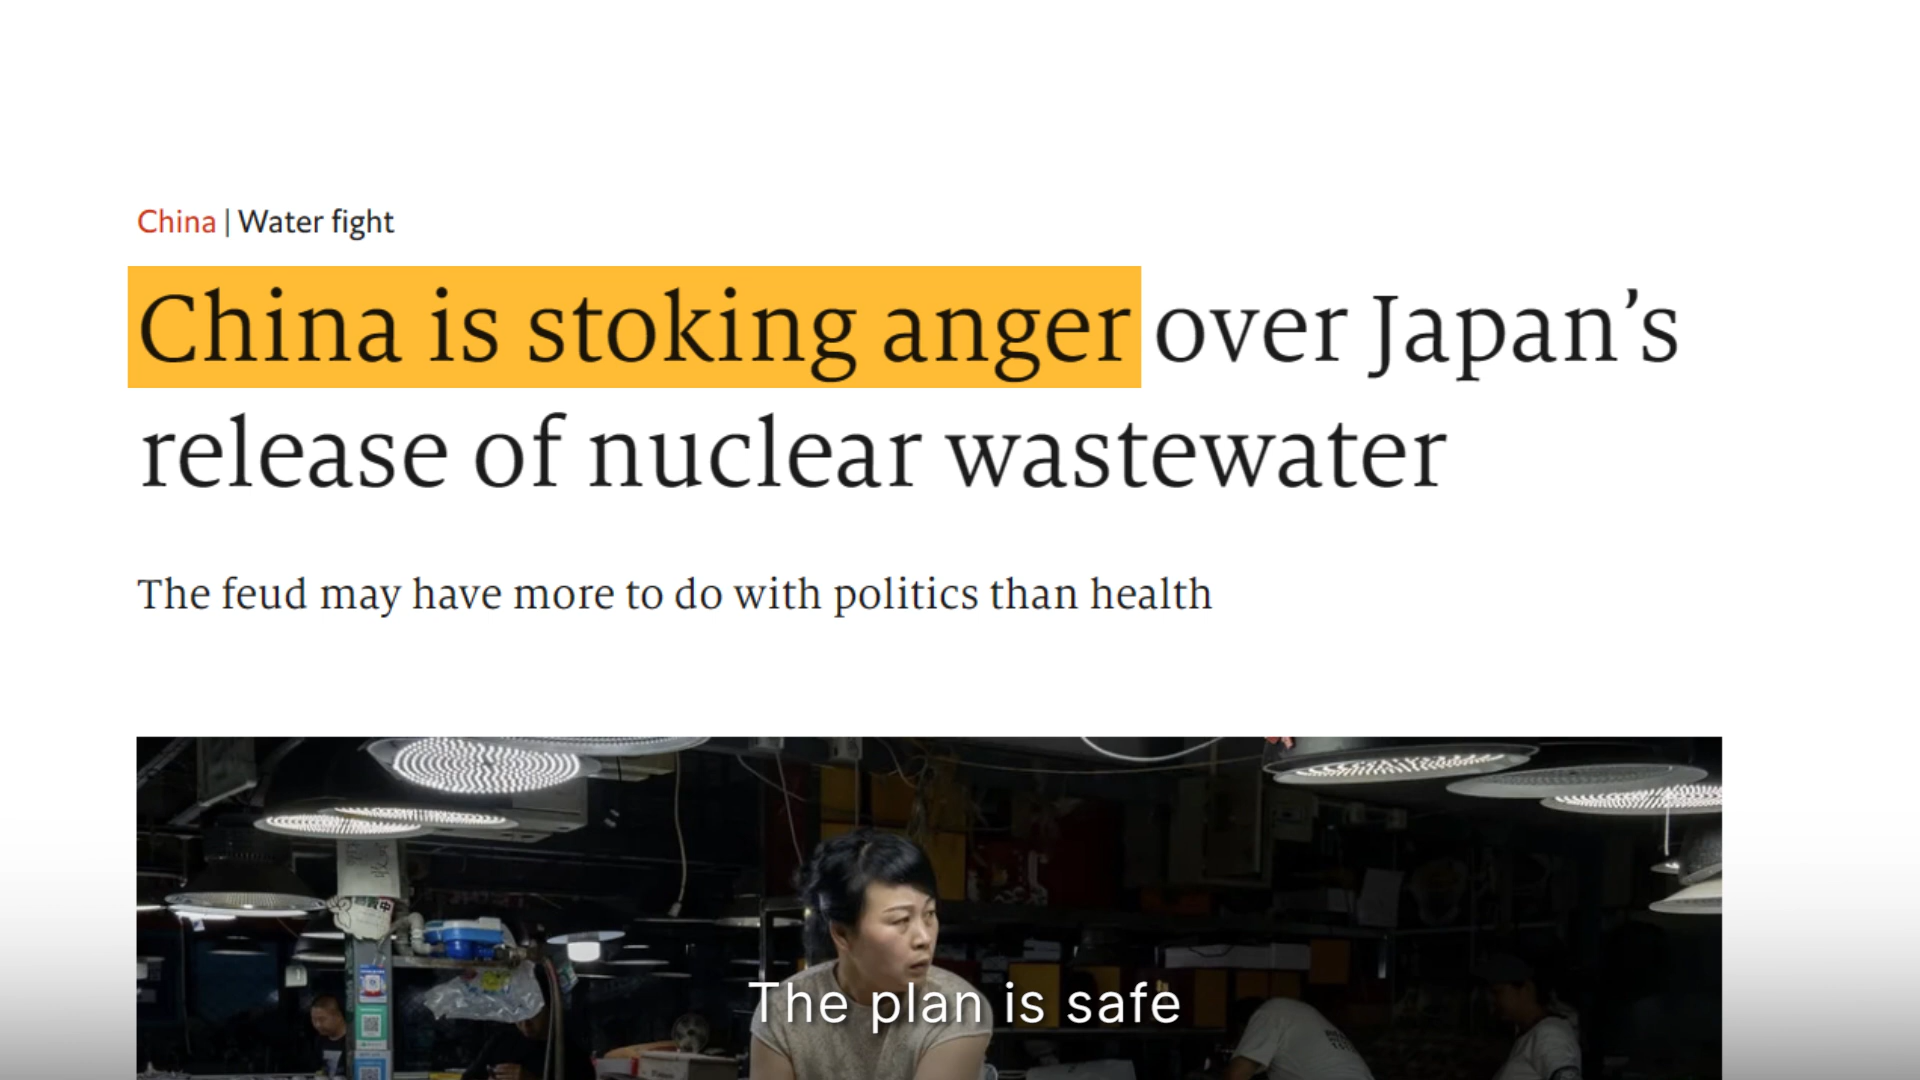 China | Water fight
China is stoking anger over Japan’s
release of nuclear wastewater
The feud may have more to do with politics than health
The plan is safe